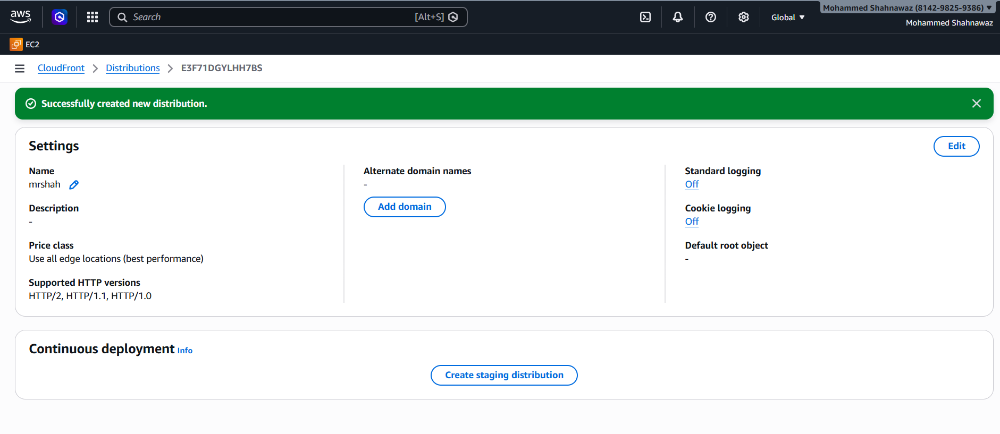 aws
Search [Alt+S]
Global ▼
Mohammed Shahnawaz (8142-9825-9386) ▼
Mohammed Shahnawaz
EC2
CloudFront > Distributions > E3F71DGYLHH7BS
Successfully created new distribution.
Settings
Edit
Name
mrshah
Description
-
Price class
Use all edge locations (best performance)
Supported HTTP versions
HTTP/2, HTTP/1.1, HTTP/1.0
Alternate domain names
-
Add domain
Standard logging
Off
Cookie logging
Off
Default root object
-
Continuous deployment Info
Create staging distribution